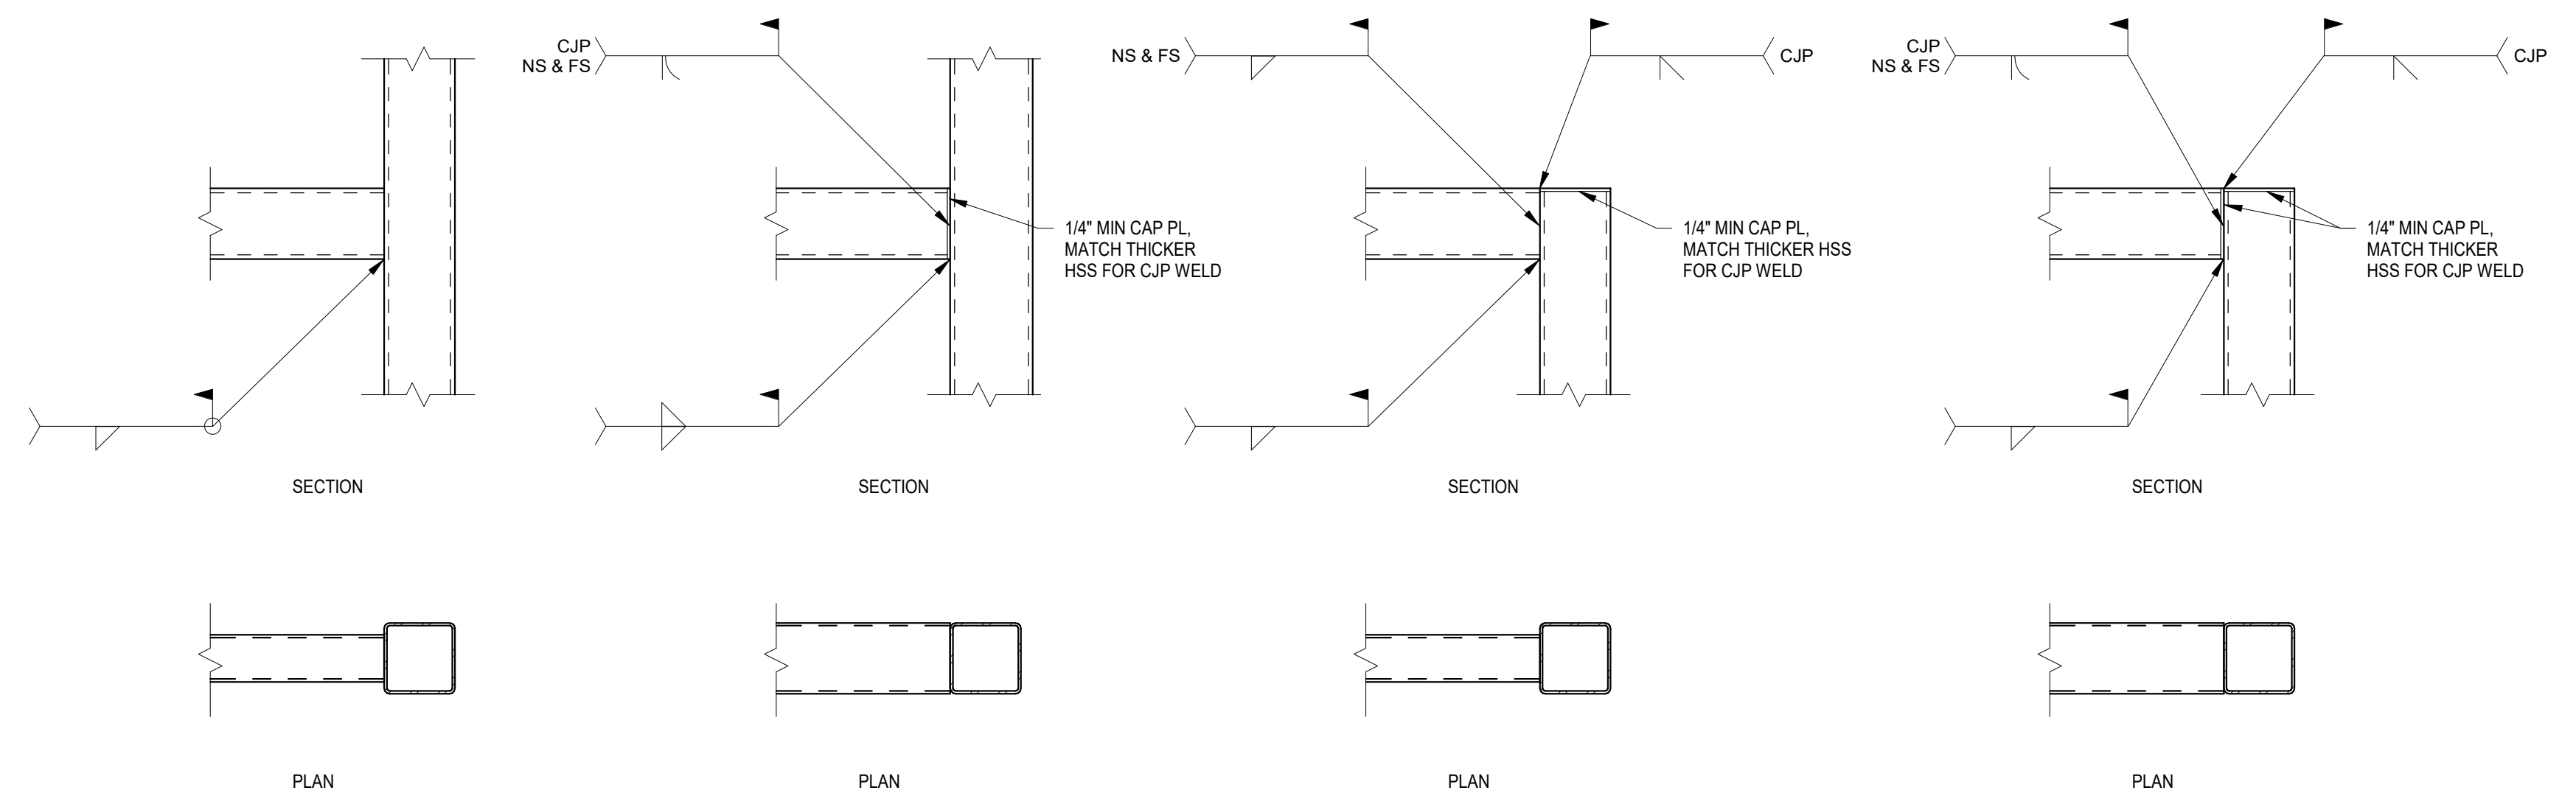 CJP
NS & FS
NS & FS
CJP
CJP
NS & FS
CJP
1/4" MIN CAP PL,
MATCH THICKER
HSS FOR CJP WELD
1/4" MIN CAP PL,
MATCH THICKER HSS
FOR CJP WELD
1/4" MIN CAP PL,
MATCH THICKER
HSS FOR CJP WELD
SECTION
SECTION
SECTION
SECTION
PLAN
PLAN
PLAN
PLAN